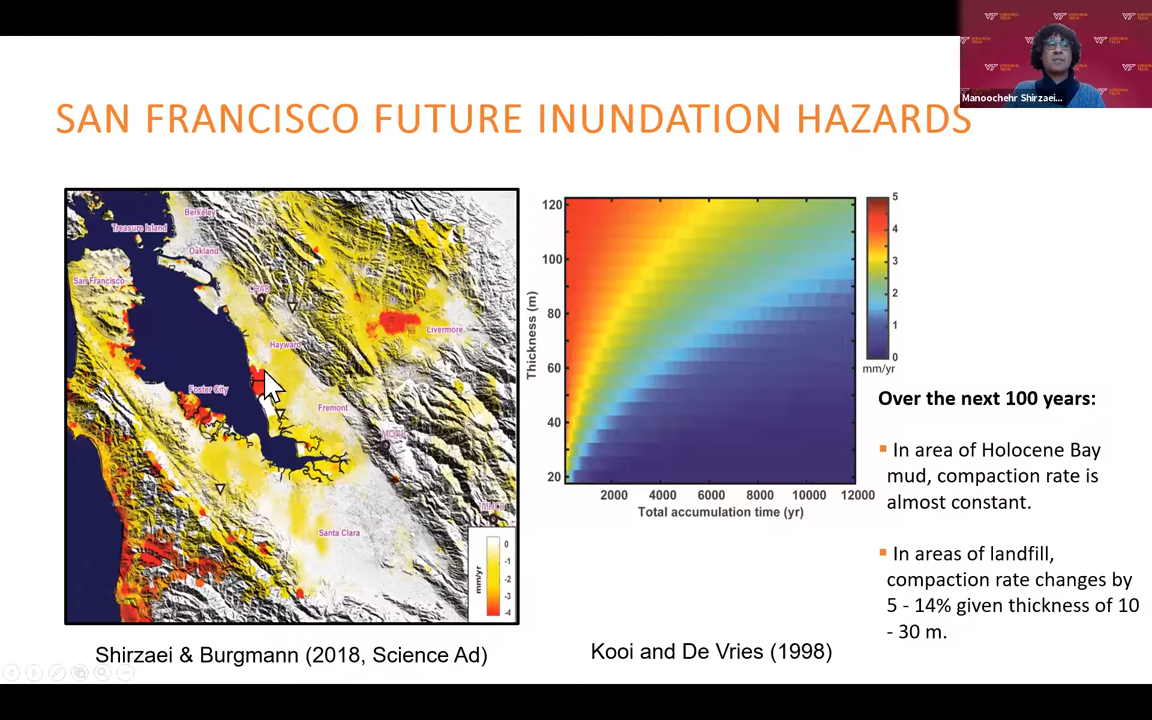 VIRGINIA TECH
Manoochehr Shirzaei...
SAN FRANCISCO FUTURE INUNDATION HAZARDS
Berkeley
Treasure Island
Oakland
San Francisco
Livermore
Hayward
Foster City
Fremont
Santa Clara
mm/yr
0
-1
-2
-3
-4
Thickness (m)
120
100
80
60
40
20
2000 4000 6000 8000 10000 12000
Total accumulation time (yr)
5
4
3
2
1
0
mm/yr
Over the next 100 years:
In area of Holocene Bay
mud, compaction rate is
almost constant.
In areas of landfill,
compaction rate changes by
5 - 14% given thickness of 10
- 30 m.
Shirzaei & Burgmann (2018, Science Ad)
Kooi and De Vries (1998)